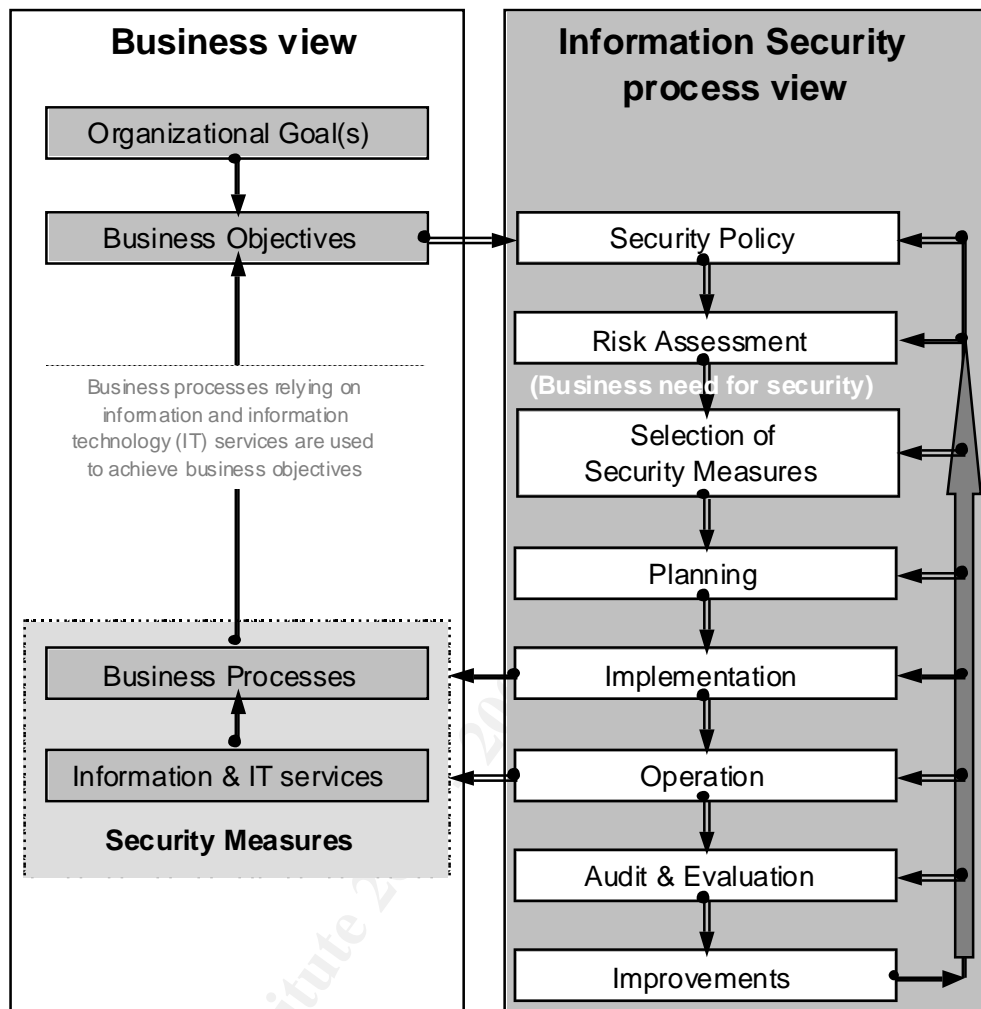 Business view
Organizational Goal(s)
Business Objectives
Business processes relying on
information and information
technology (IT) services are used
to achieve business objectives
Business Processes
Information & IT services
Security Measures
Information Security
process view
Security Policy
Risk Assessment
(Business need for security)
Selection of
Security Measures
Planning
Implementation
Operation
Audit & Evaluation
Improvements